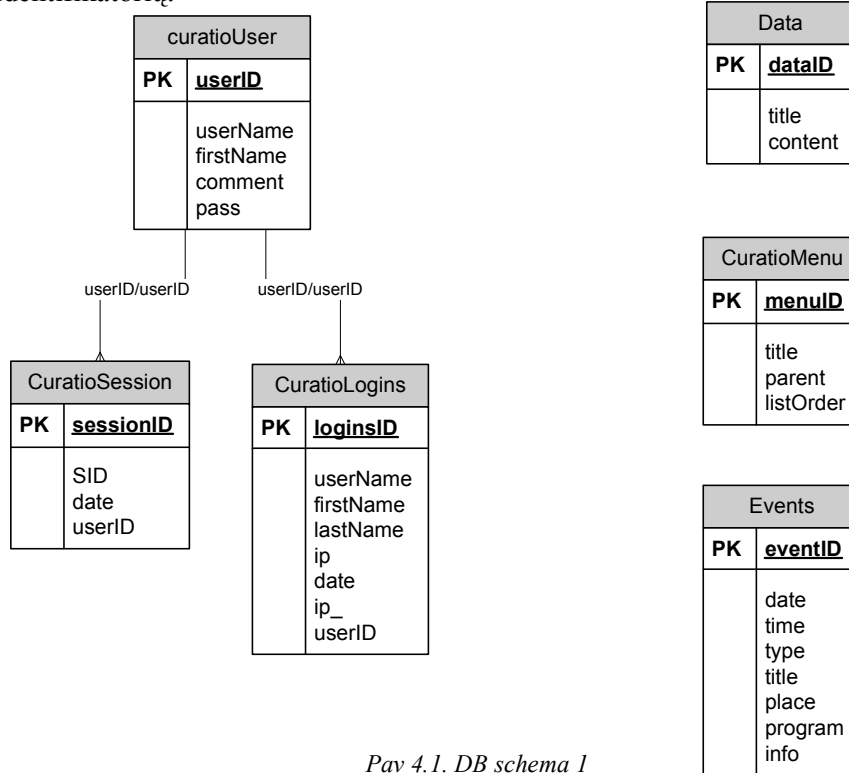 curatioUser
PK userID
userName
firstName
comment
pass
userID/userID
userID/userID
CuratioSession
PK sessionID
SID
date
userID
CuratioLogins
PK loginsID
userName
firstName
lastName
ip
date
ip_
userID
Data
PK dataID
title
content
CuratioMenu
PK menuID
title
parent
listOrder
Events
PK eventID
date
time
type
title
place
program
info
Pav 4.1. DB schema 1